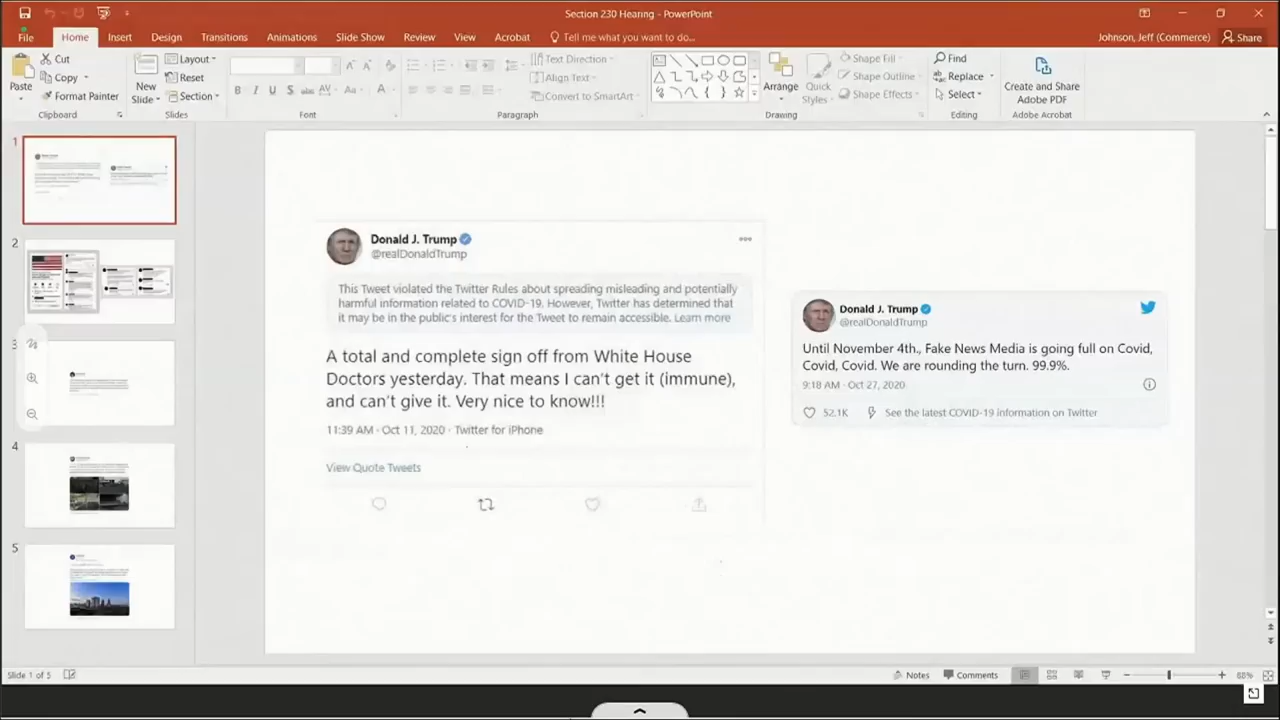 Section 230 Hearing - PowerPoint
File Home Insert Design Transitions Animations Slide Show Review View Acrobat Tell me what you want to do...
Johnson, Jeff (Commerce) Share
Paste
Cut
Copy
Format Painter
Clipboard
New
Slide
Layout
Reset
Section
Slides
B I U S abc AV Aa A
Font
Text Direction
Align Text
Convert to SmartArt
Paragraph
Arrange
Quick
Styles
Shape Fill
Shape Outline
Shape Effects
Drawing
Find
Replace
Select
Editing
Create and Share
Adobe PDF
Adobe Acrobat
1
2
3
4
5
Donald J. Trump
@realDonaldTrump
This Tweet violated the Twitter Rules about spreading misleading and potentially
harmful information related to COVID-19. However, Twitter has determined that
it may be in the public's interest for the Tweet to remain accessible. Learn more
A total and complete sign off from White House
Doctors yesterday. That means I can't get it (immune),
and can't give it. Very nice to know!!!
11:39 AM · Oct 11, 2020 · Twitter for iPhone
View Quote Tweets
Donald J. Trump
@realDonaldTrump
Until November 4th., Fake News Media is going full on Covid,
Covid, Covid. We are rounding the turn. 99.9%.
9:18 AM · Oct 27, 2020
52.1K See the latest COVID-19 information on Twitter
Slide 1 of 5
Notes Comments
68%